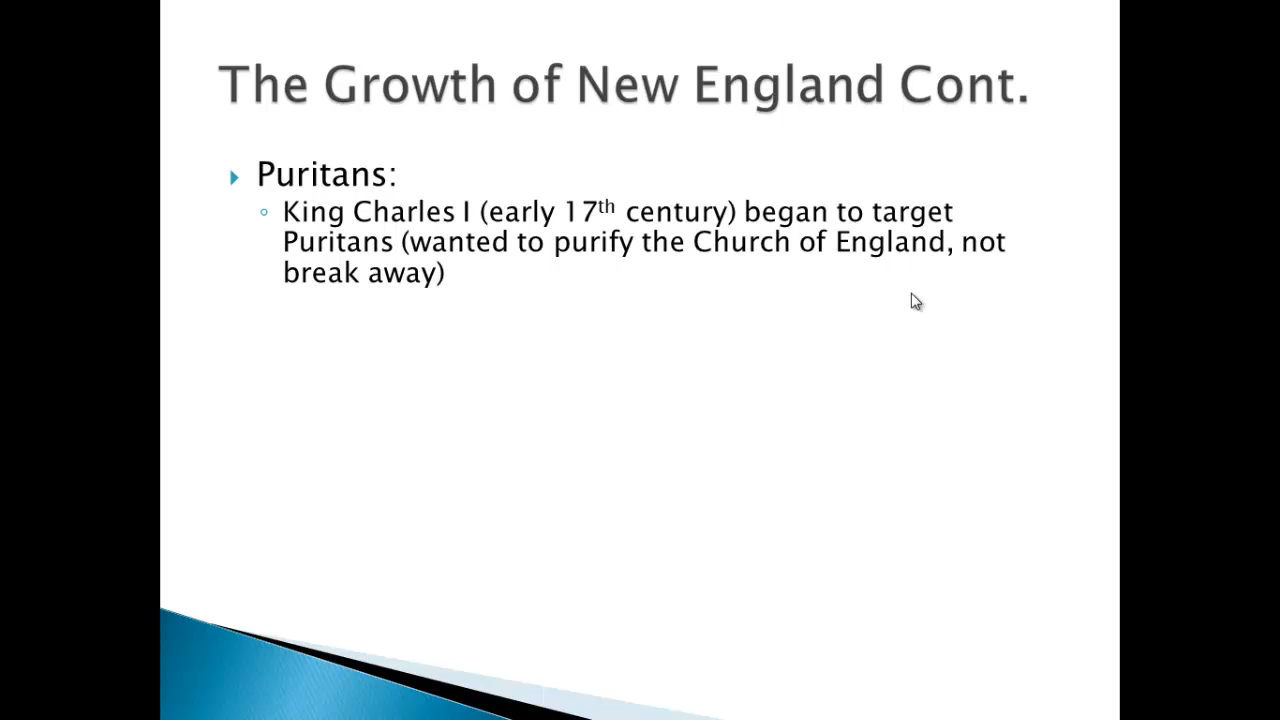 The Growth of New England Cont.
Puritans:
King Charles I (early 17th century) began to target
Puritans (wanted to purify the Church of England, not
break away)